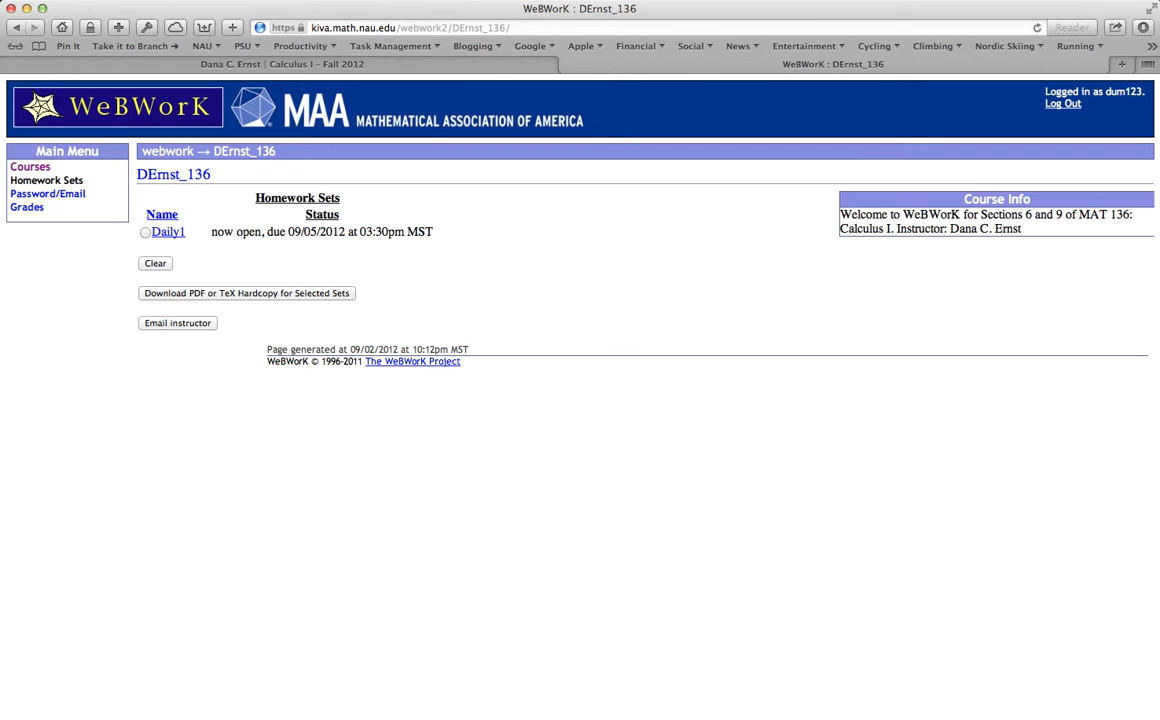 WeBWorK : DErnst_136
https kiva.math.nau.edu/webwork2/DErnst_136/ Reader
Pin It Take it to Branch → NAU PSU Productivity Task Management Blogging Google Apple Financial Social News Entertainment Cycling Climbing Nordic Skiing Running
Dana C. Ernst | Calculus I – Fall 2012 WeBWorK : DErnst_136
WeBWorK MAA MATHEMATICAL ASSOCIATION OF AMERICA
Logged in as dum123.
Log Out
Main Menu
Courses
Homework Sets
Password/Email
Grades
webwork → DErnst_136
DErnst_136
Homework Sets
Name Status
Daily1 now open, due 09/05/2012 at 03:30pm MST
Clear
Download PDF or TeX Hardcopy for Selected Sets
Email instructor
Course Info
Welcome to WeBWorK for Sections 6 and 9 of MAT 136:
Calculus I. Instructor: Dana C. Ernst
Page generated at 09/02/2012 at 10:12pm MST
WeBWorK © 1996-2011 The WeBWorK Project